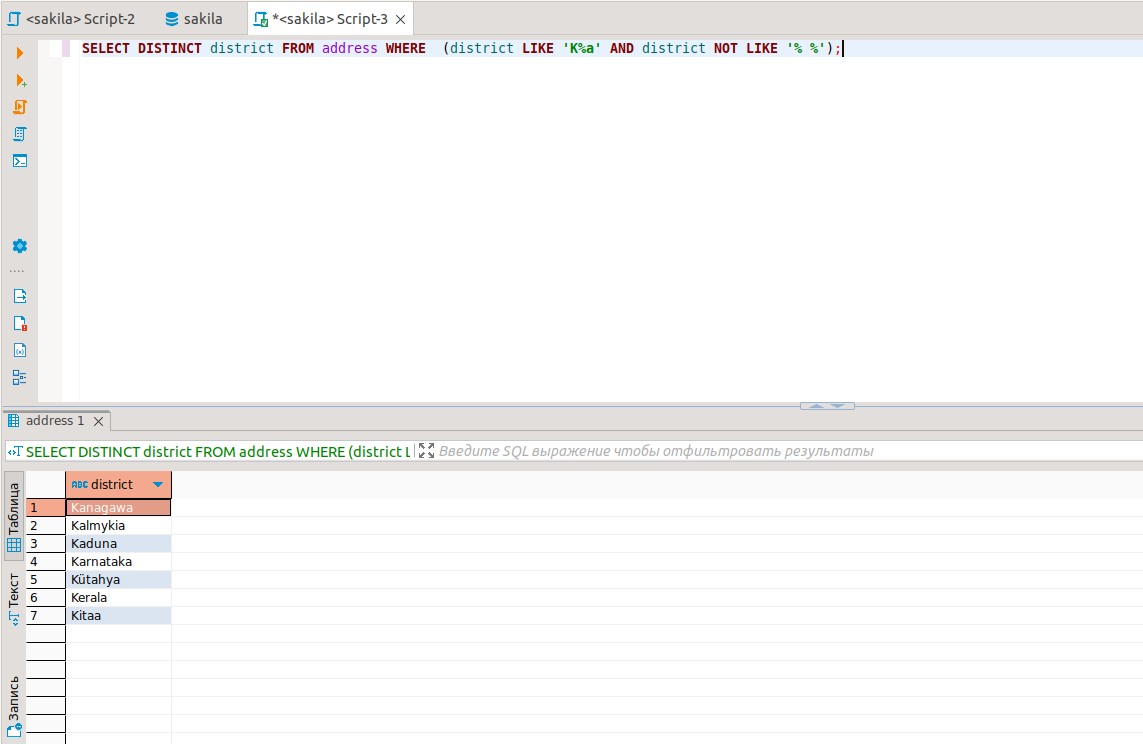 <sakila> Script-2 sakila *<sakila> Script-3
SELECT DISTINCT district FROM address WHERE  (district LIKE 'K%a' AND district NOT LIKE '% %');
address 1
SELECT DISTINCT district FROM address WHERE (district L Введите SQL выражение чтобы отфильтровать результаты
Таблица
Текст
Запись
ABC district
1 Kanagawa
2 Kalmykia
3 Kaduna
4 Karnataka
5 Kütahya
6 Kerala
7 Kitaa